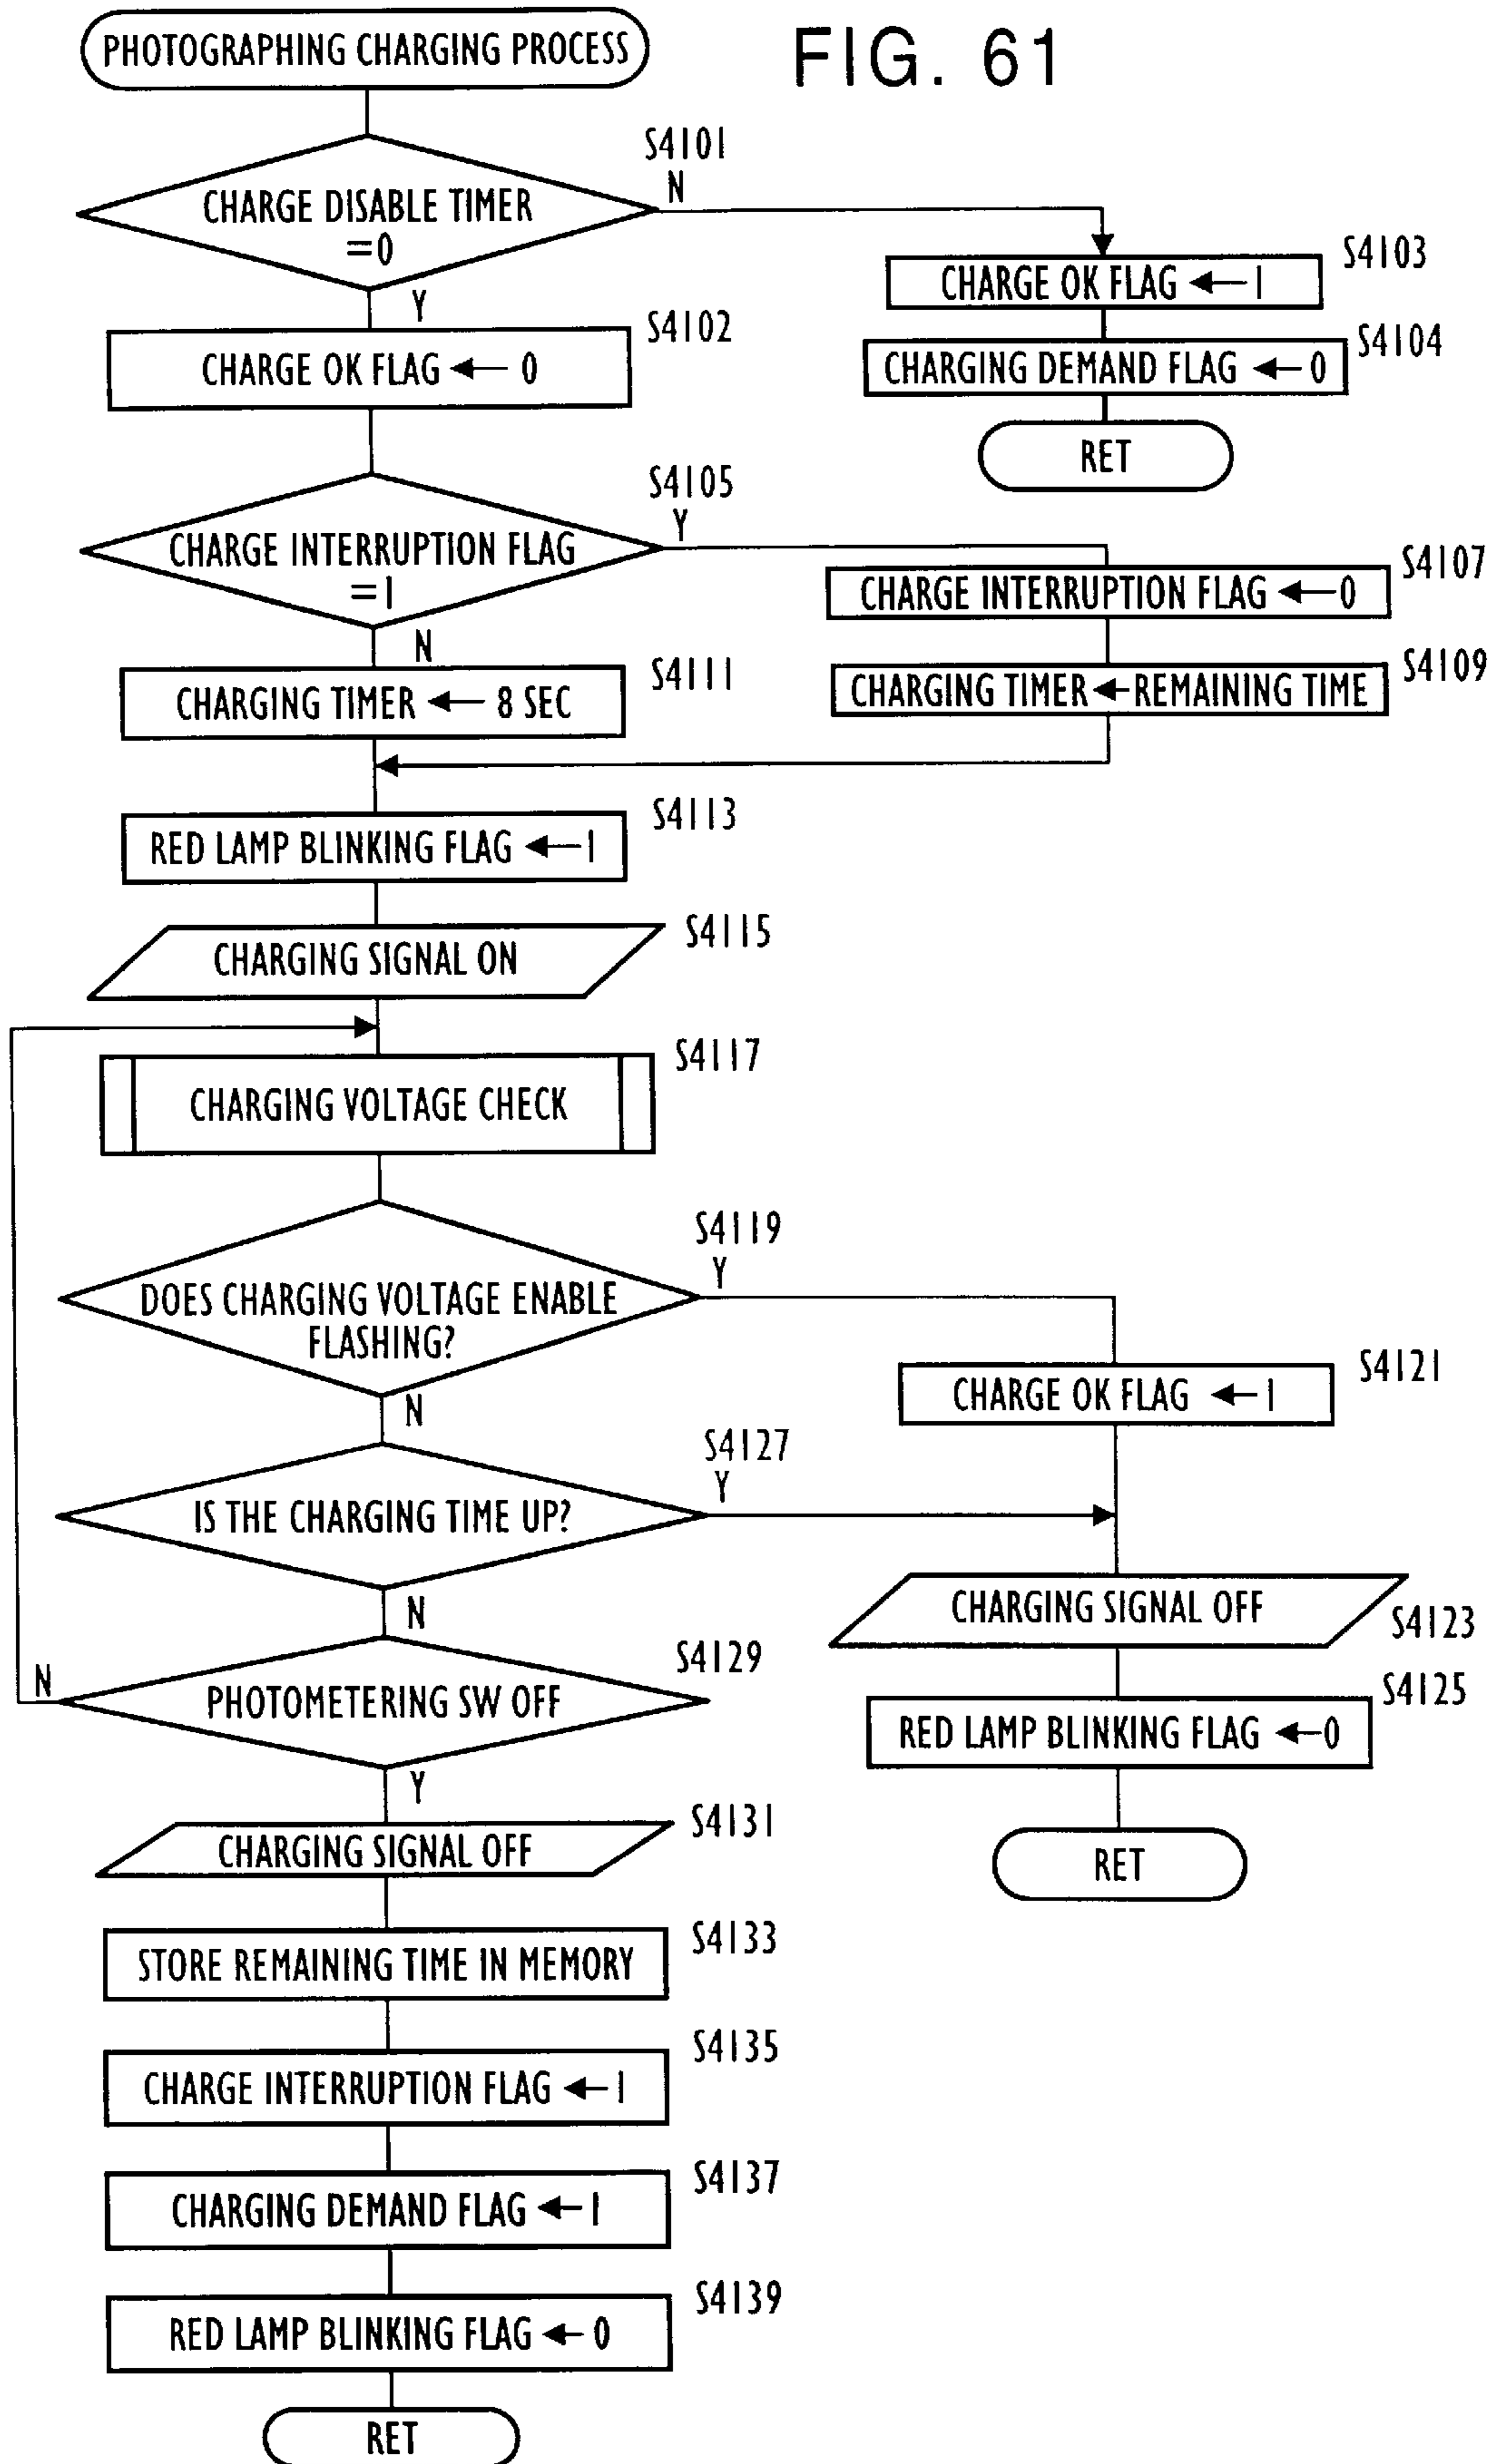 FIG. 61
PHOTOGRAPHING CHARGING PROCESS
S4101
CHARGE DISABLE TIMER
=0
N
Y
S4103
CHARGE OK FLAG ← 1
S4104
CHARGING DEMAND FLAG ← 0
RET
S4102
CHARGE OK FLAG ← 0
S4105
CHARGE INTERRUPTION FLAG
=1
Y
N
S4107
CHARGE INTERRUPTION FLAG ← 0
S4109
CHARGING TIMER ← REMAINING TIME
S4111
CHARGING TIMER ← 8 SEC
S4113
RED LAMP BLINKING FLAG ← 1
S4115
CHARGING SIGNAL ON
S4117
CHARGING VOLTAGE CHECK
S4119
DOES CHARGING VOLTAGE ENABLE
FLASHING?
Y
N
S4121
CHARGE OK FLAG ← 1
S4127
IS THE CHARGING TIME UP?
Y
N
CHARGING SIGNAL OFF
S4123
S4125
RED LAMP BLINKING FLAG ← 0
RET
S4129
PHOTOMETERING SW OFF
N
Y
S4131
CHARGING SIGNAL OFF
S4133
STORE REMAINING TIME IN MEMORY
S4135
CHARGE INTERRUPTION FLAG ← 1
S4137
CHARGING DEMAND FLAG ← 1
S4139
RED LAMP BLINKING FLAG ← 0
RET